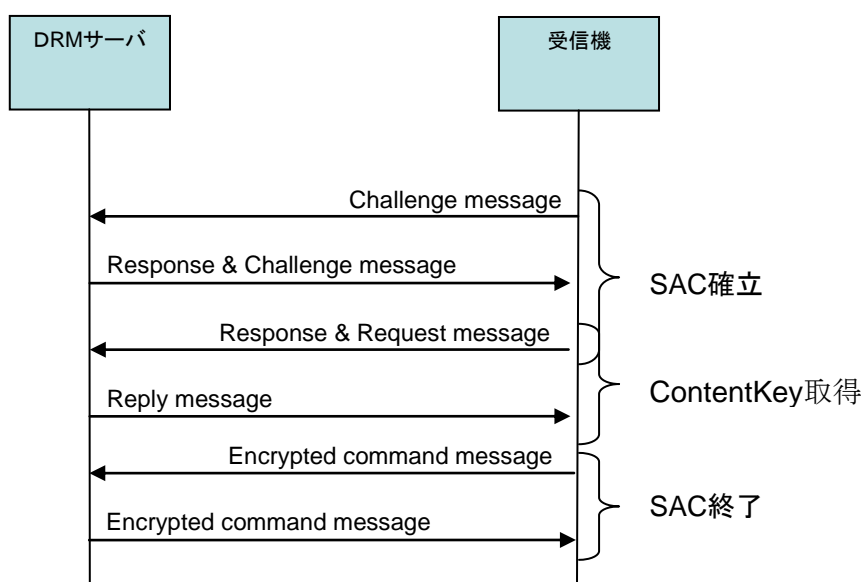 DRMサーバ
受信機
Challenge message
Response & Challenge message
SAC確立
Response & Request message
ContentKey取得
Reply message
Encrypted command message
SAC終了
Encrypted command message